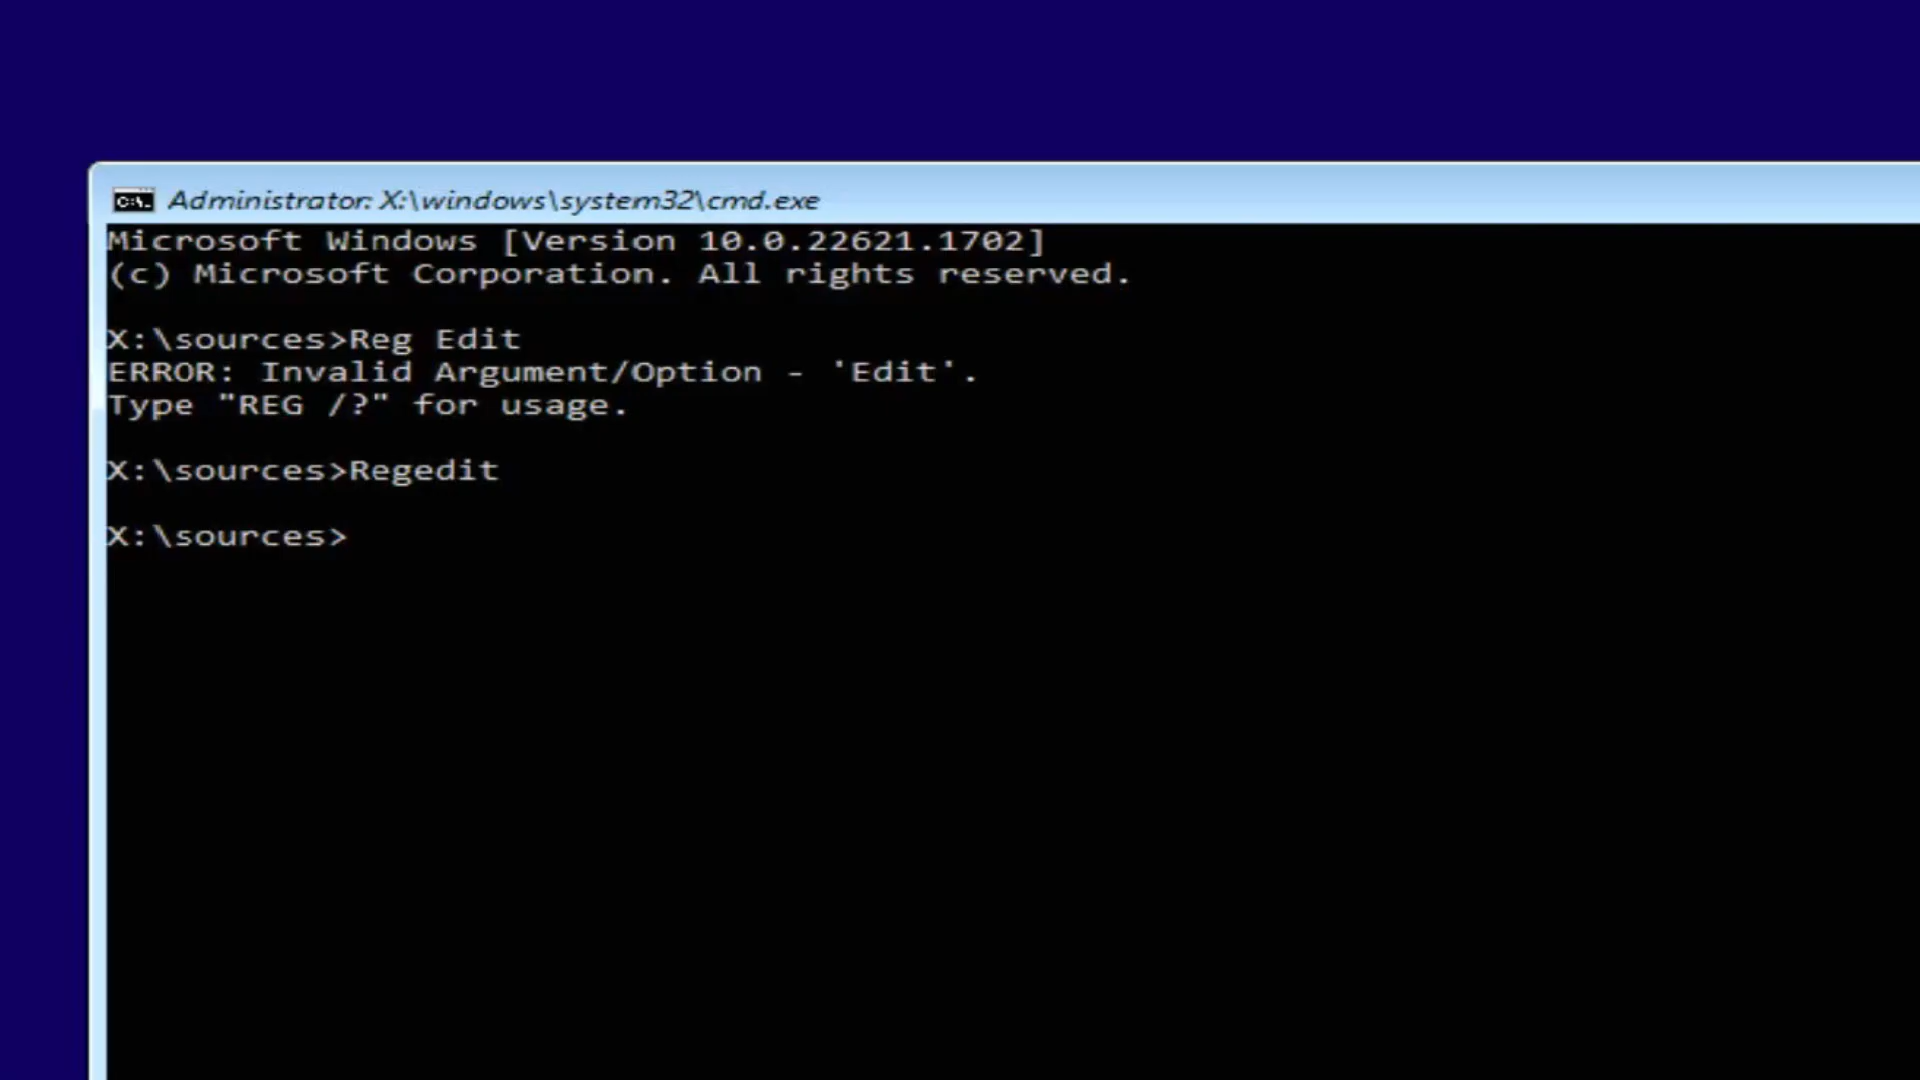 C:\.
Administrator: X:\windows\system32\cmd.exe
Microsoft Windows [Version 10.0.22621.1702]
(c) Microsoft Corporation. All rights reserved.
X:\sources>Reg Edit
ERROR: Invalid Argument/Option - 'Edit'.
Type "REG /?" for usage.
X:\sources>Regedit
X:\sources>